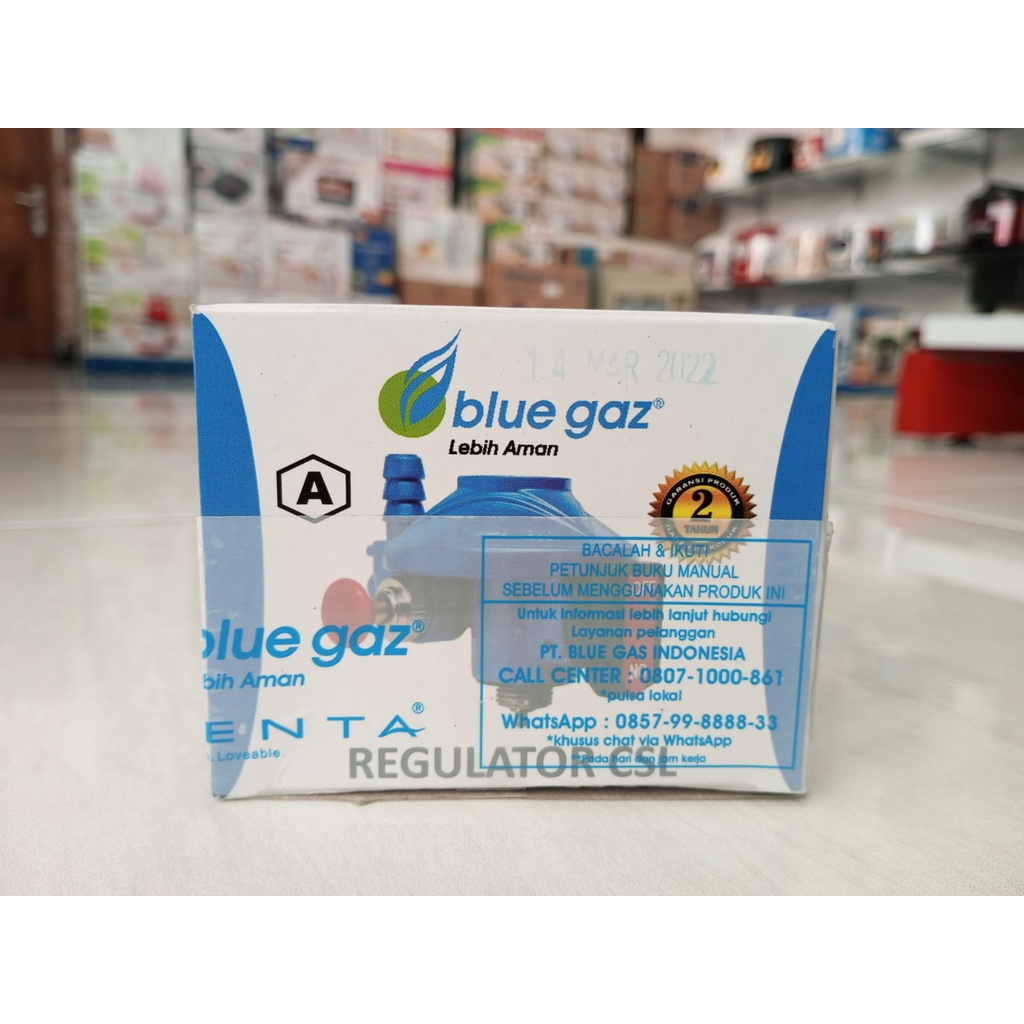 14 MAR 2022
blue gaz®
Lebih Aman
A
GARANSI PRODUK
2
TAHUN
OFF
BACALAH & IKUTI
PETUNJUK BUKU MANUAL
SEBELUM MENGGUNAKAN PRODUK INI
Untuk informasi lebih lanjut hubungi
Layanan pelanggan
PT. BLUE GAS INDONESIA
CALL CENTER : 0807-1000-861
*pulsa lokal
WhatsApp : 0857-99-8888-33
*khusus chat via WhatsApp
**Pada hari dan jam kerja
blue gaz®
bih Aman
ENTA®
. Loveable.
REGULATOR CSL